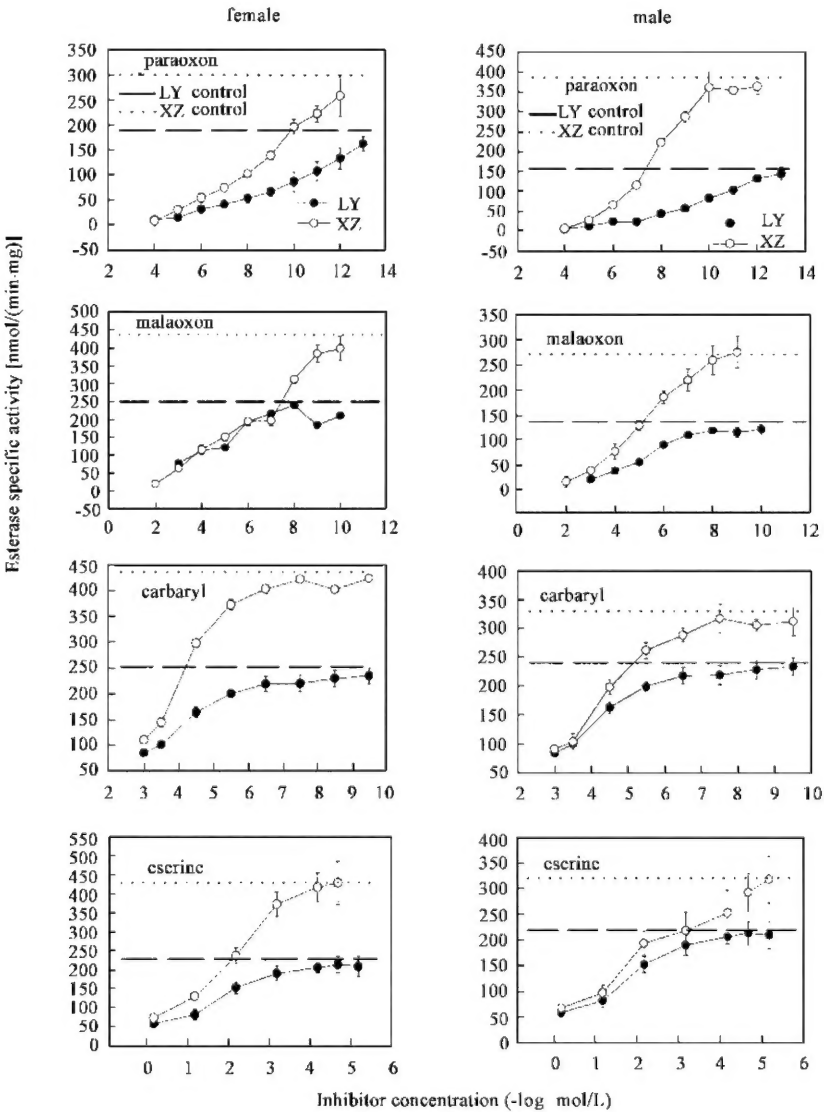 female
male
Esterase specific activity [nmol/(min·mg)]
paraoxon
LY control
XZ control
LY
XZ
350
300
250
200
150
100
50
0
-50
2 4 6 8 10 12 14
paraoxon
LY control
XZ control
LY
XZ
450
400
350
300
250
200
150
100
50
0
-50
2 4 6 8 10 12 14
malaoxon
500
450
400
350
300
250
200
150
100
50
0
-50
0 2 4 6 8 10 12
malaoxon
350
300
250
200
150
100
50
0
0 2 4 6 8 10 12
carbaryl
450
400
350
300
250
200
150
100
50
2 3 4 5 6 7 8 9 10
carbaryl
400
350
300
250
200
150
100
50
2 3 4 5 6 7 8 9 10
eserine
550
500
450
400
350
300
250
200
150
100
50
0
0 1 2 3 4 5 6
eserine
400
350
300
250
200
150
100
50
0
0 1 2 3 4 5 6
Inhibitor concentration (-log mol/L)